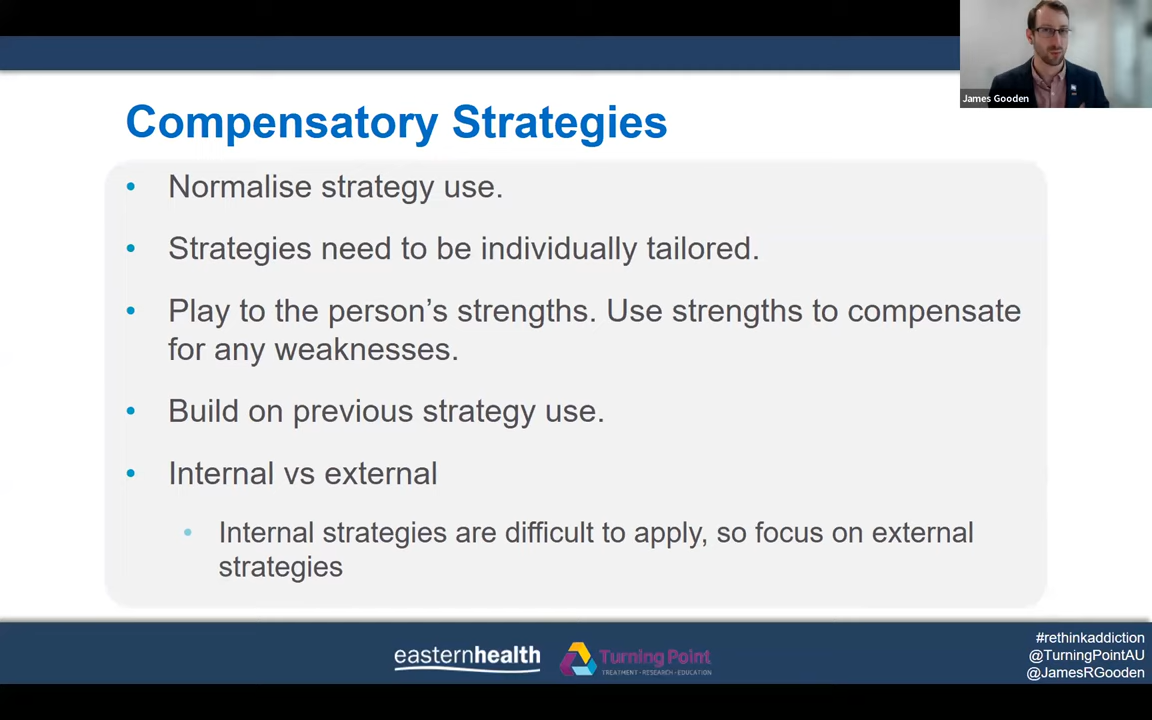 James Gooden
Compensatory Strategies
• Normalise strategy use.
• Strategies need to be individually tailored.
• Play to the person’s strengths. Use strengths to compensate
for any weaknesses.
• Build on previous strategy use.
• Internal vs external
• Internal strategies are difficult to apply, so focus on external
strategies
easternhealth
Turning Point
TREATMENT • RESEARCH • EDUCATION
#rethinkaddiction
@TurningPointAU
@JamesRGooden